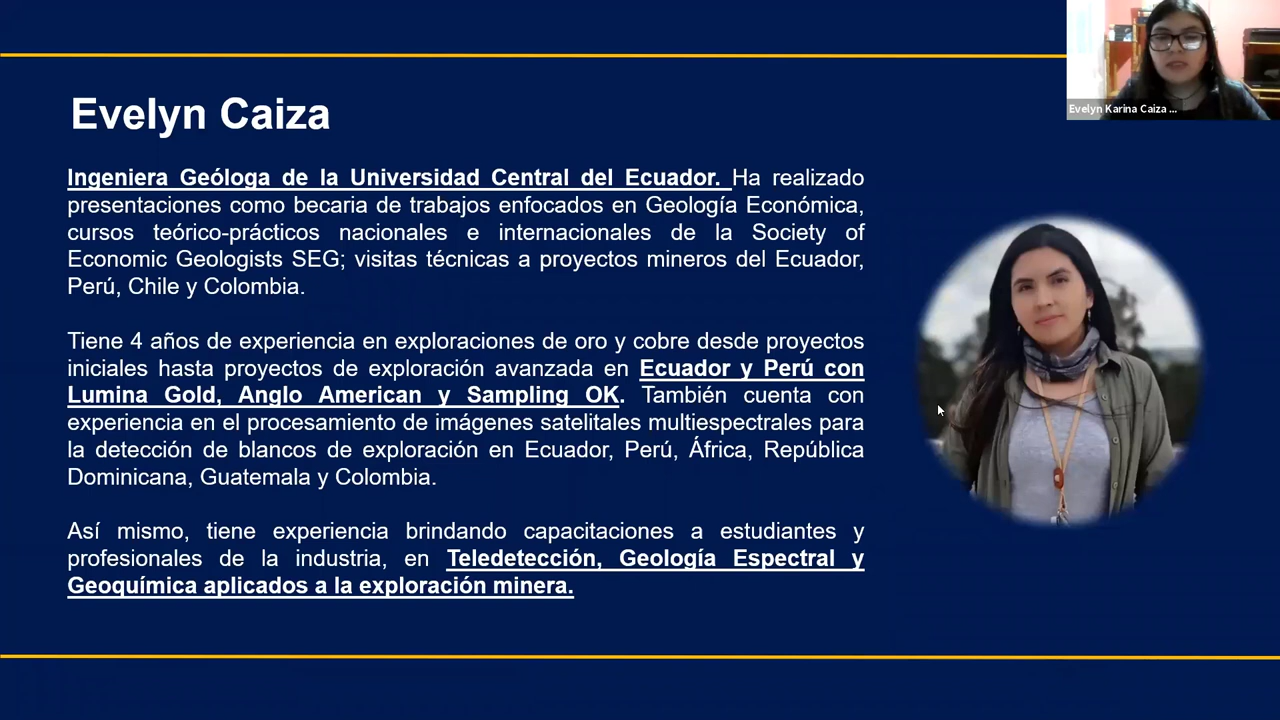 Evelyn Karina Caiza ...
Evelyn Caiza
Ingeniera Geóloga de la Universidad Central del Ecuador. Ha realizado
presentaciones como becaria de trabajos enfocados en Geología Económica,
cursos teórico-prácticos nacionales e internacionales de la Society of
Economic Geologists SEG; visitas técnicas a proyectos mineros del Ecuador,
Perú, Chile y Colombia.
Tiene 4 años de experiencia en exploraciones de oro y cobre desde proyectos
iniciales hasta proyectos de exploración avanzada en Ecuador y Perú con
Lumina Gold, Anglo American y Sampling OK. También cuenta con
experiencia en el procesamiento de imágenes satelitales multiespectrales para
la detección de blancos de exploración en Ecuador, Perú, África, República
Dominicana, Guatemala y Colombia.
Así mismo, tiene experiencia brindando capacitaciones a estudiantes y
profesionales de la industria, en Teledetección, Geología Espectral y
Geoquímica aplicados a la exploración minera.